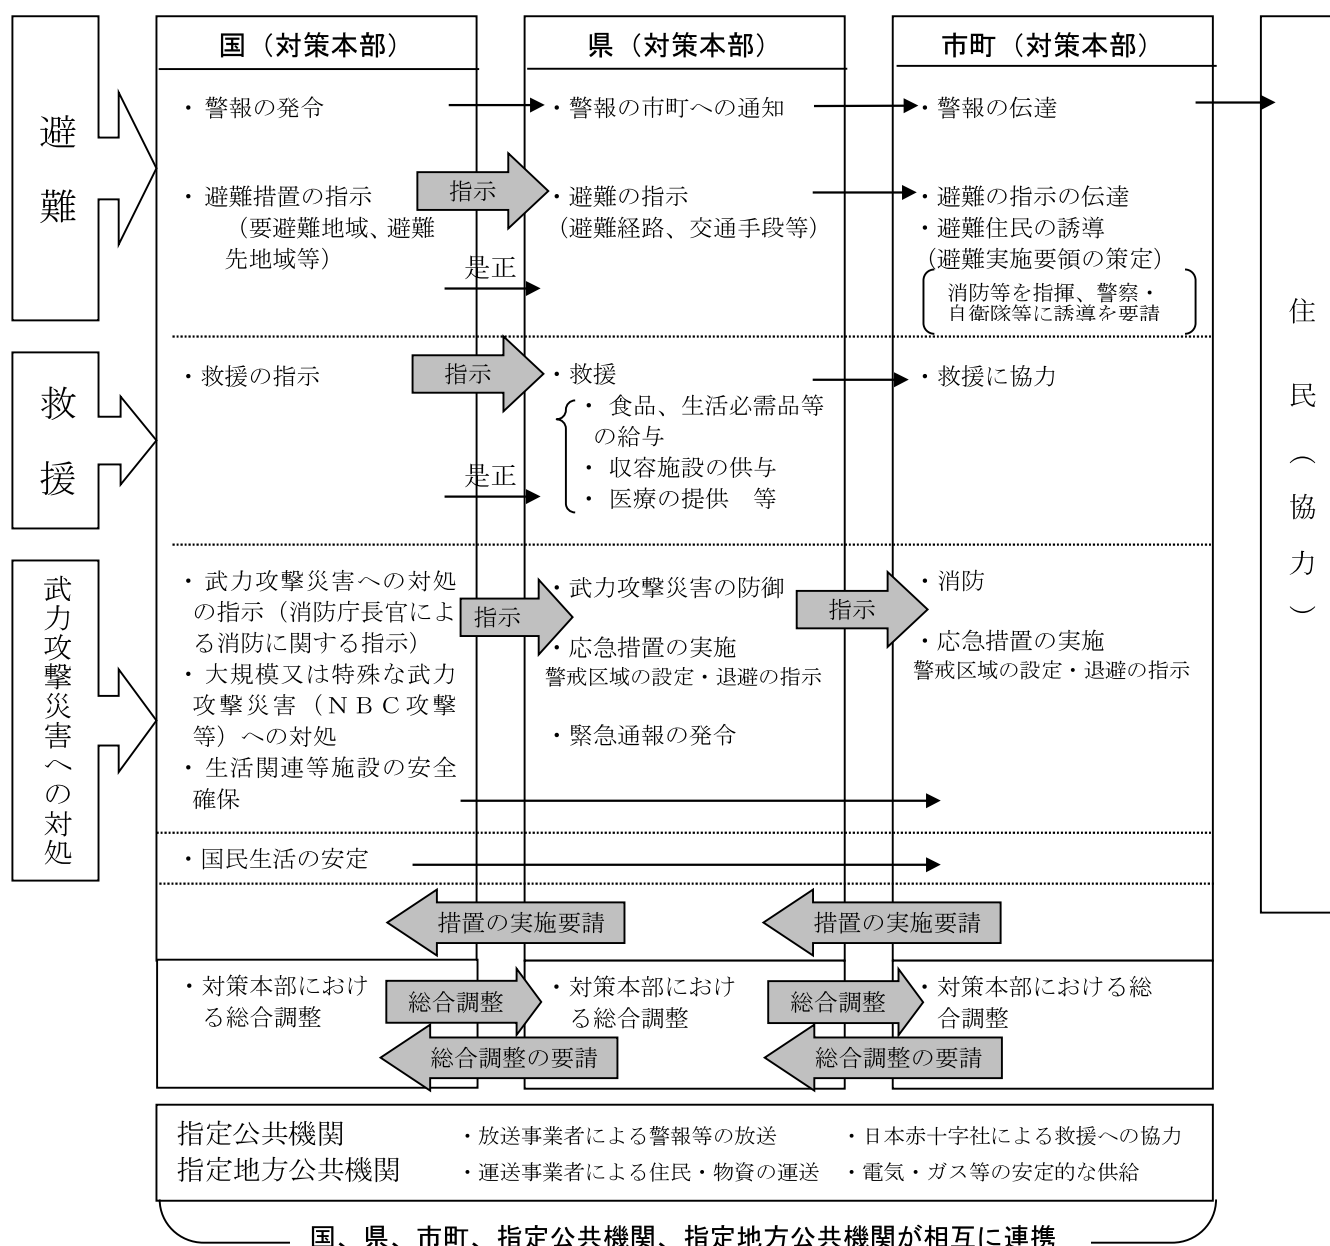 避難
国（対策本部）
・警報の発令
・避難措置の指示
（要避難地域、避難
先地域等）
指示
是正
県（対策本部）
・警報の市町への通知
・避難の指示
（避難経路、交通手段等）
市町（対策本部）
・警報の伝達
・避難の指示の伝達
・避難住民の誘導
（避難実施要領の策定）
消防等を指揮、警察・
自衛隊等に誘導を要請
住民（協力）
救援
・救援の指示
指示
是正
・救援
・食品、生活必需品等
の給与
・収容施設の供与
・医療の提供　等
・救援に協力
武力攻撃災害への対処
・武力攻撃災害への対処
の指示（消防庁長官によ
る消防に関する指示）
・大規模又は特殊な武力
攻撃災害（ＮＢＣ攻撃
等）への対処
・生活関連等施設の安全
確保
指示
・武力攻撃災害の防御
・応急措置の実施
警戒区域の設定・退避の指示
・緊急通報の発令
指示
・消防
・応急措置の実施
警戒区域の設定・退避の指示
・国民生活の安定
措置の実施要請
措置の実施要請
・対策本部におけ
る総合調整
総合調整
総合調整の要請
・対策本部におけ
る総合調整
総合調整
総合調整の要請
・対策本部における総
合調整
指定公共機関
指定地方公共機関
・放送事業者による警報等の放送
・日本赤十字社による救援への協力
・運送事業者による住民・物資の運送
・電気・ガス等の安定的な供給
国、県、市町、指定公共機関、指定地方公共機関が相互に連携